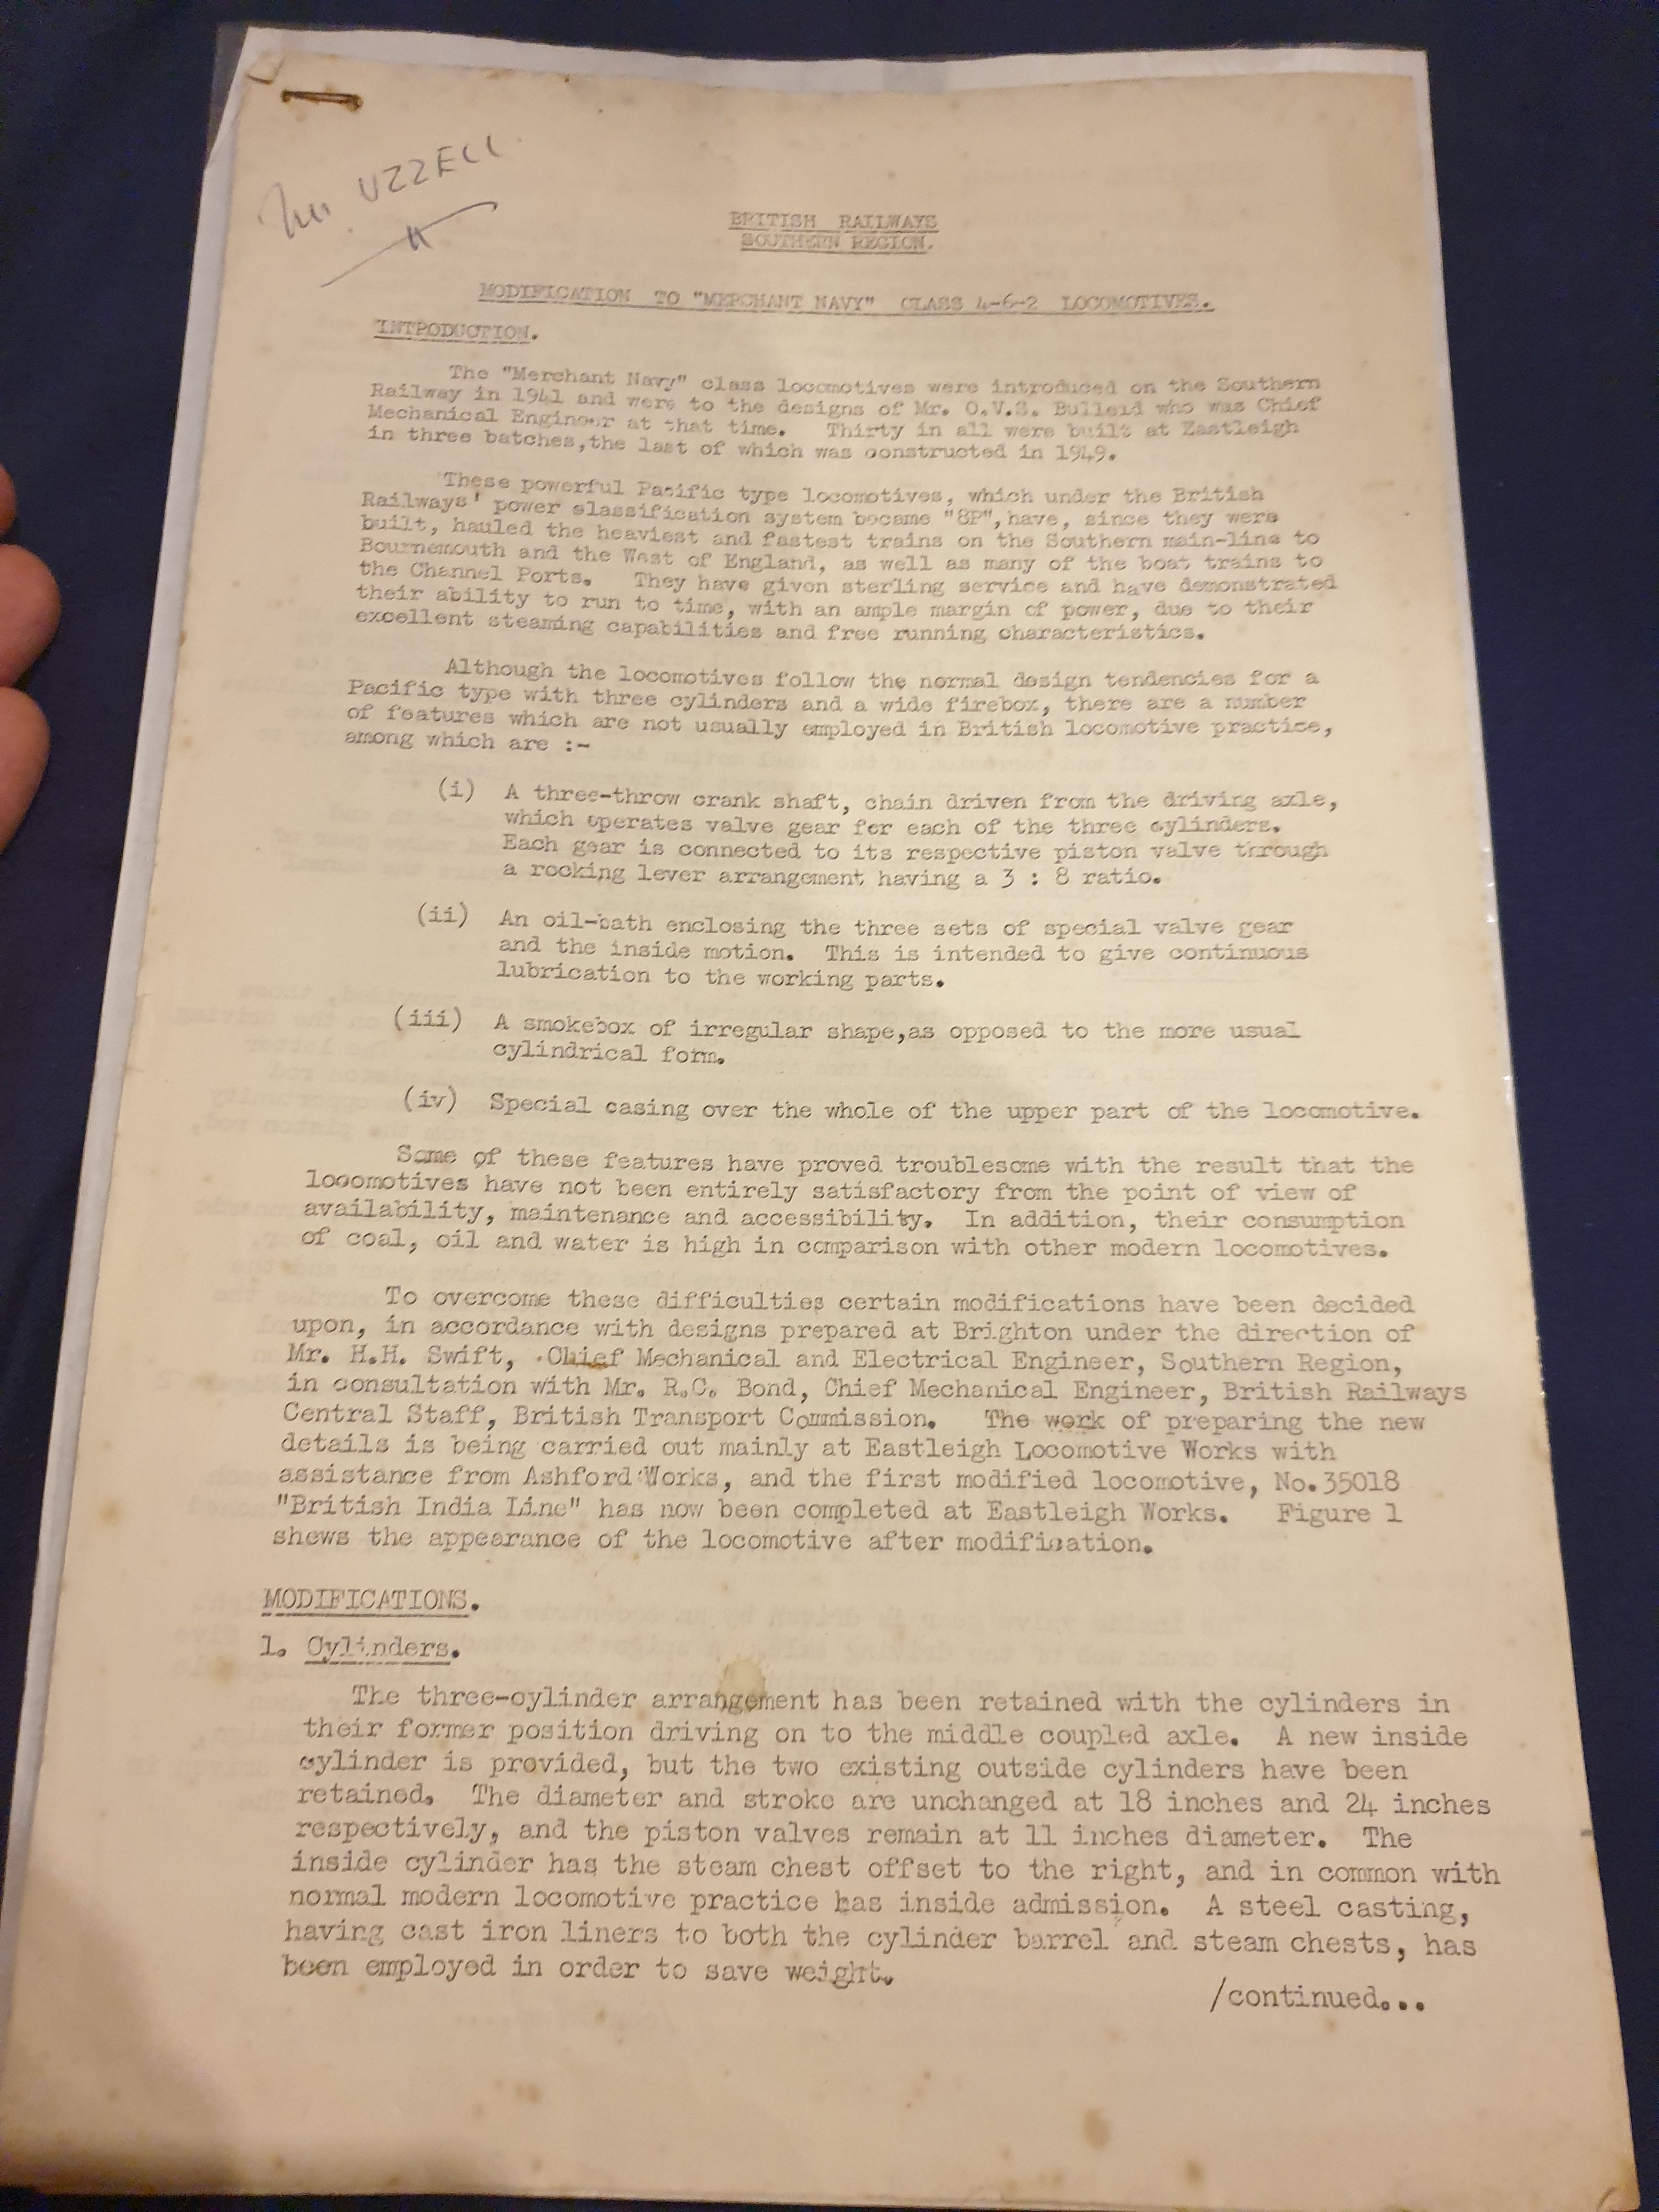 UZZELL
BRITISH RAILWAYS
SOUTHERN REGION.
MODIFICATION TO "MERCHANT NAVY" CLASS 4-6-2 LOCOMOTIVES.
INTRODUCTION.
The "Merchant Navy" class locomotives were introduced on the Southern
Railway in 1941 and were to the designs of Mr. O.V.S. Bulleid who was Chief
Mechanical Engineer at that time. Thirty in all were built at Eastleigh
in three batches,the last of which was constructed in 1949.
These powerful Pacific type locomotives, which under the British
Railways' power classification system became "8P",have, since they were
built, hauled the heaviest and fastest trains on the Southern main-line to
Bournemouth and the West of England, as well as many of the boat trains to
the Channel Ports. They have given sterling service and have demonstrated
their ability to run to time, with an ample margin of power, due to their
excellent steaming capabilities and free running characteristics.
Although the locomotives follow the normal design tendencies for a
Pacific type with three cylinders and a wide firebox, there are a number
of features which are not usually employed in British locomotive practice,
among which are :-
(i) A three-throw crank shaft, chain driven from the driving axle,
which operates valve gear for each of the three cylinders.
Each gear is connected to its respective piston valve through
a rocking lever arrangement having a 3 : 8 ratio.
(ii) An oil-bath enclosing the three sets of special valve gear
and the inside motion. This is intended to give continuous
lubrication to the working parts.
(iii) A smokebox of irregular shape,as opposed to the more usual
cylindrical form.
(iv) Special casing over the whole of the upper part of the locomotive.
Some of these features have proved troublesome with the result that the
locomotives have not been entirely satisfactory from the point of view of
availability, maintenance and accessibility. In addition, their consumption
of coal, oil and water is high in comparison with other modern locomotives.
To overcome these difficulties certain modifications have been decided
upon, in accordance with designs prepared at Brighton under the direction of
Mr. H.H. Swift, Chief Mechanical and Electrical Engineer, Southern Region,
in consultation with Mr. R.C. Bond, Chief Mechanical Engineer, British Railways
Central Staff, British Transport Commission. The work of preparing the new
details is being carried out mainly at Eastleigh Locomotive Works with
assistance from Ashford Works, and the first modified locomotive, No.35018
"British India Line" has now been completed at Eastleigh Works. Figure 1
shews the appearance of the locomotive after modification.
MODIFICATIONS.
1. Cylinders.
The three-cylinder arrangement has been retained with the cylinders in
their former position driving on to the middle coupled axle. A new inside
cylinder is provided, but the two existing outside cylinders have been
retained. The diameter and stroke are unchanged at 18 inches and 24 inches
respectively, and the piston valves remain at 11 inches diameter. The
inside cylinder has the steam chest offset to the right, and in common with
normal modern locomotive practice has inside admission. A steel casting,
having cast iron liners to both the cylinder barrel and steam chests, has
been employed in order to save weight.
/continued...